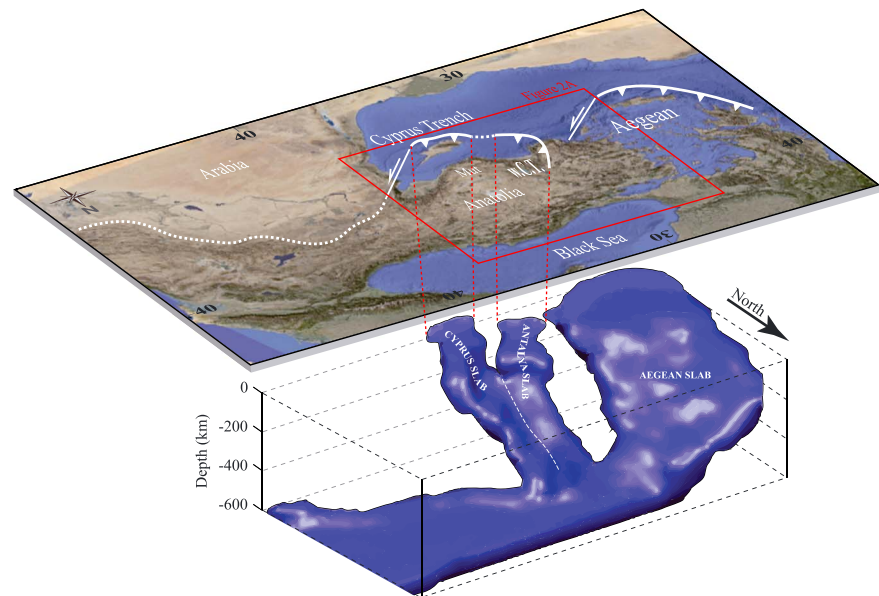 30
Figure 2A
40
Cyprus Trench
Aegean
40
Arabia
Mut
w.C.T.
Anatolia
N
Black Sea
30
40
40
North
CYPRUS SLAB
ANTALYA SLAB
AEGEAN SLAB
Depth (km)
0
-200
-400
-600